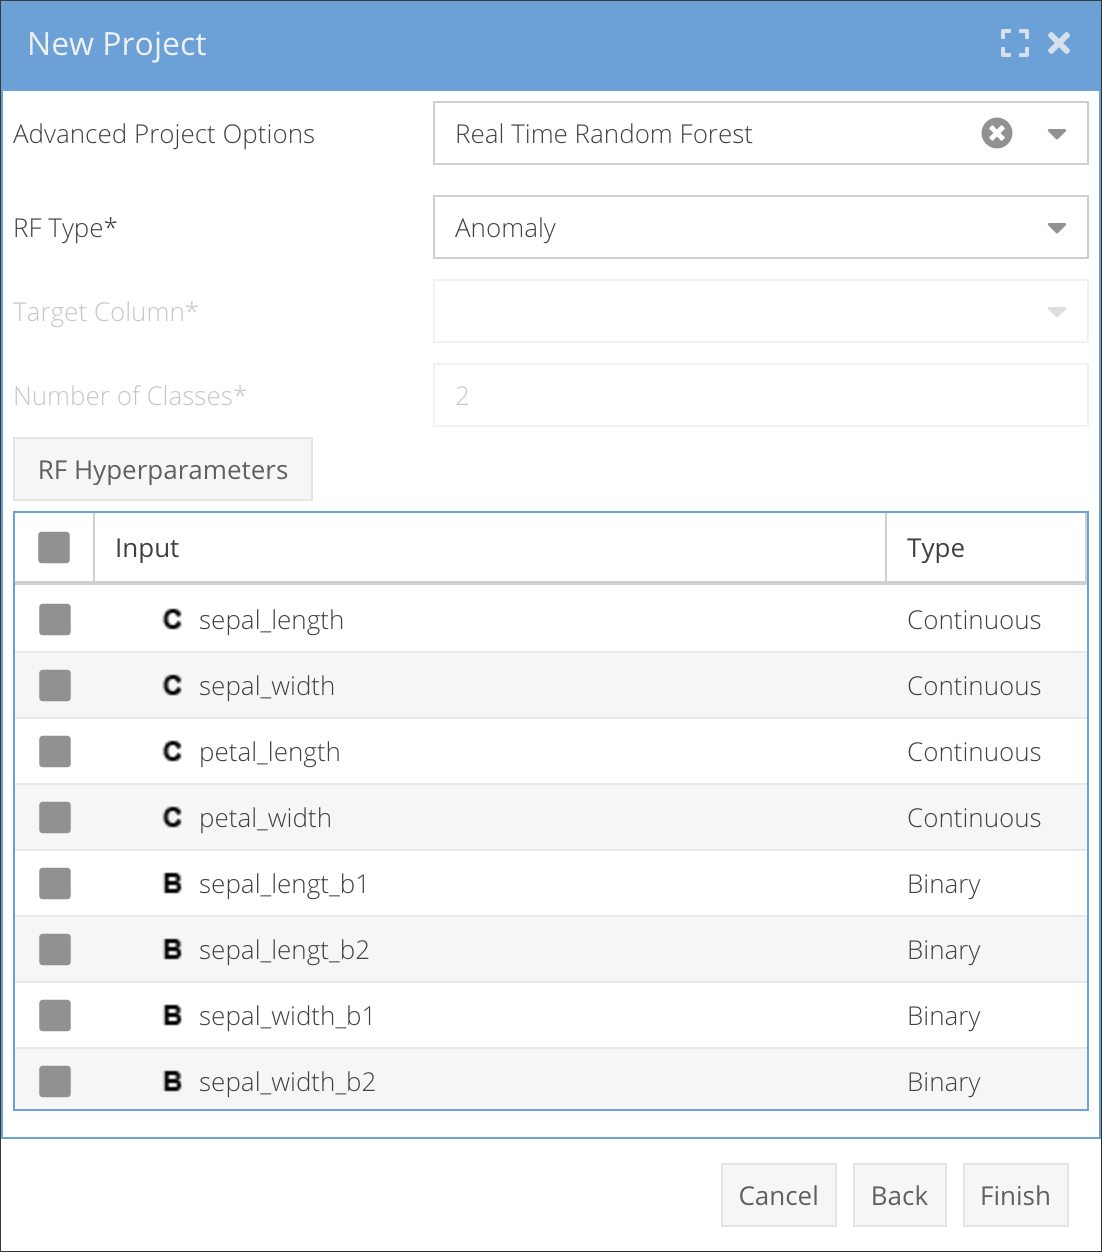 New Project
Advanced Project Options Real Time Random Forest
RF Type* Anomaly
Target Column*
Number of Classes* 2
RF Hyperparameters
Input Type
C sepal_length Continuous
C sepal_width Continuous
C petal_length Continuous
C petal_width Continuous
B sepal_lengt_b1 Binary
B sepal_lengt_b2 Binary
B sepal_width_b1 Binary
B sepal_width_b2 Binary
Cancel Back Finish